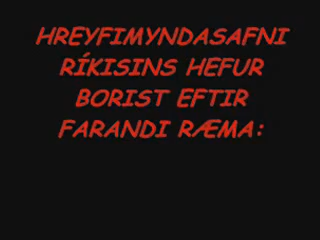 HREYFIMYNDASAFNI
RÍKISINS HEFUR
BORIST EFTIR
FARANDI RÆMA: